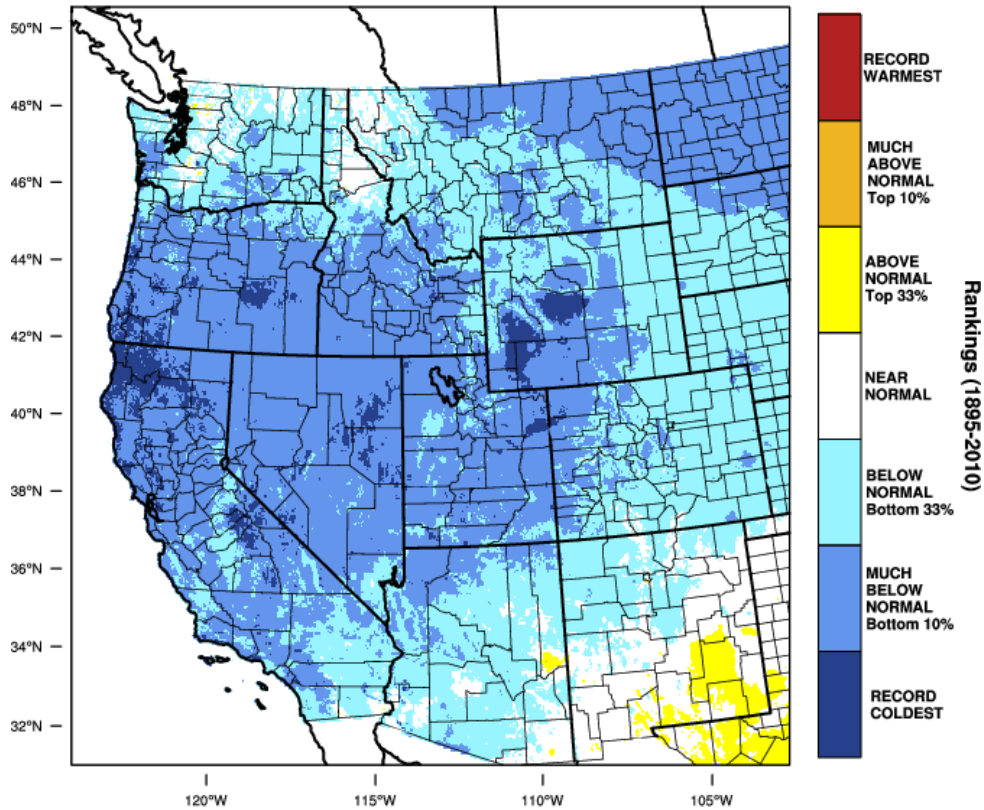 50°N
48°N
46°N
44°N
42°N
40°N
38°N
36°N
34°N
32°N
120°W
115°W
110°W
105°W
RECORD
WARMEST
MUCH
ABOVE
NORMAL
Top 10%
ABOVE
NORMAL
Top 33%
NEAR
NORMAL
BELOW
NORMAL
Bottom 33%
MUCH
BELOW
NORMAL
Bottom 10%
RECORD
COLDEST
Rankings (1895-2010)